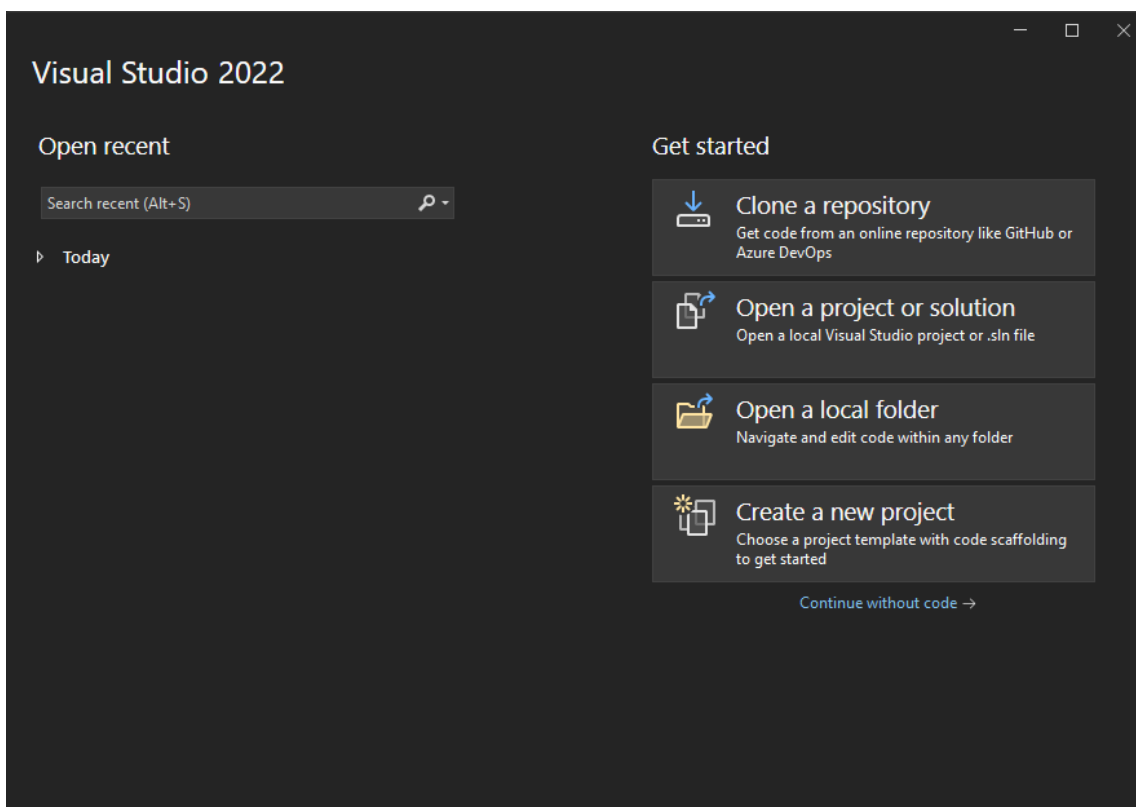 Visual Studio 2022
Open recent
Search recent (Alt+S)
Today
Get started
Clone a repository
Get code from an online repository like GitHub or
Azure DevOps
Open a project or solution
Open a local Visual Studio project or .sln file
Open a local folder
Navigate and edit code within any folder
Create a new project
Choose a project template with code scaffolding
to get started
Continue without code →